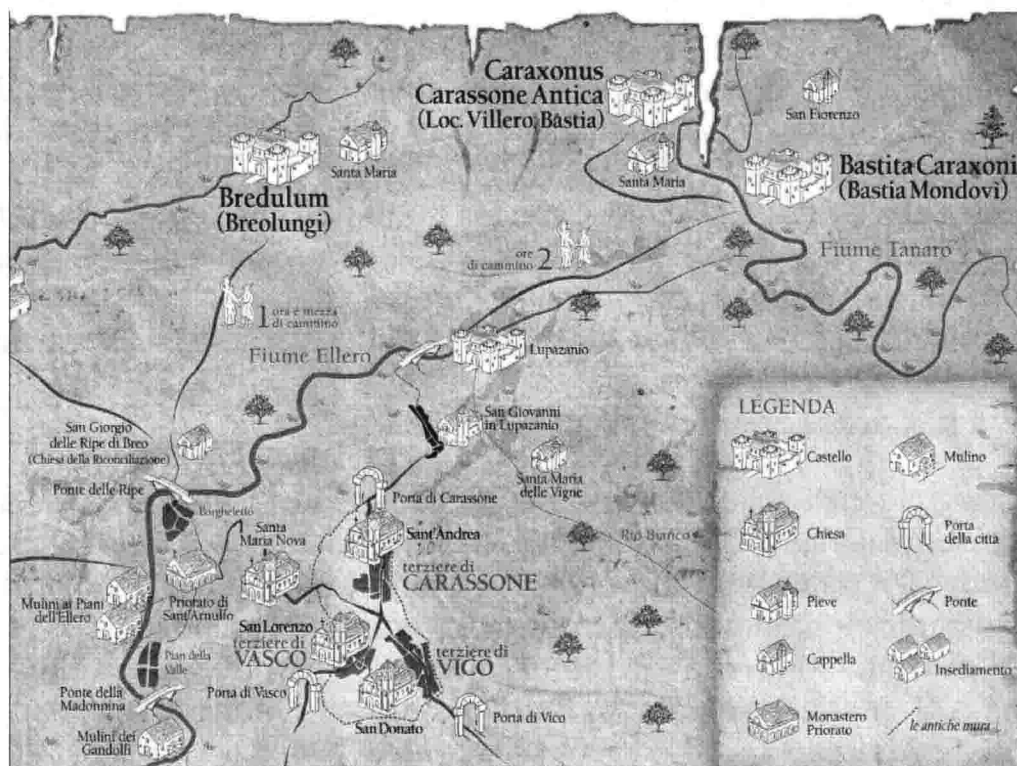 Caraxonus
Carassone Antica
(Loc. Villero, Bastia)
San Fiorenzo
Santa Maria
Santa Maria
Bastita Caraxoni
(Bastia Mondovì)
Bredulum
(Breolungi)
Fiume Tanaro
ore
di cammino 2
1 ora e mezza
di cammino
Fiume Ellero
Lupazanio
San Giorgio
delle Ripe di Breo
(Chiesa della Riconciliazione)
San Giovanni
in Lupazanio
Santa Maria
delle Vigne
Ponte delle Ripe
Borgheletto
Porta di Carassone
Santa
Maria Nova
Sant'Andrea
Rio Bianco
terziere di
CARASSONE
Mulini ai Piani
dell'Ellero
Priorato di
Sant'Arnulfo
San Lorenzo
terziere di
VASCO
terziere di
VICO
Pian della
Valle
Porta di Vasco
Ponte della
Madonnina
San Donato
Porta di Vico
Mulini dei
Gandolfi
LEGENDA
Castello
Mulino
Chiesa
Porta
della città
Pieve
Ponte
Cappella
Insediamento
Monastero
Priorato
le antiche mura